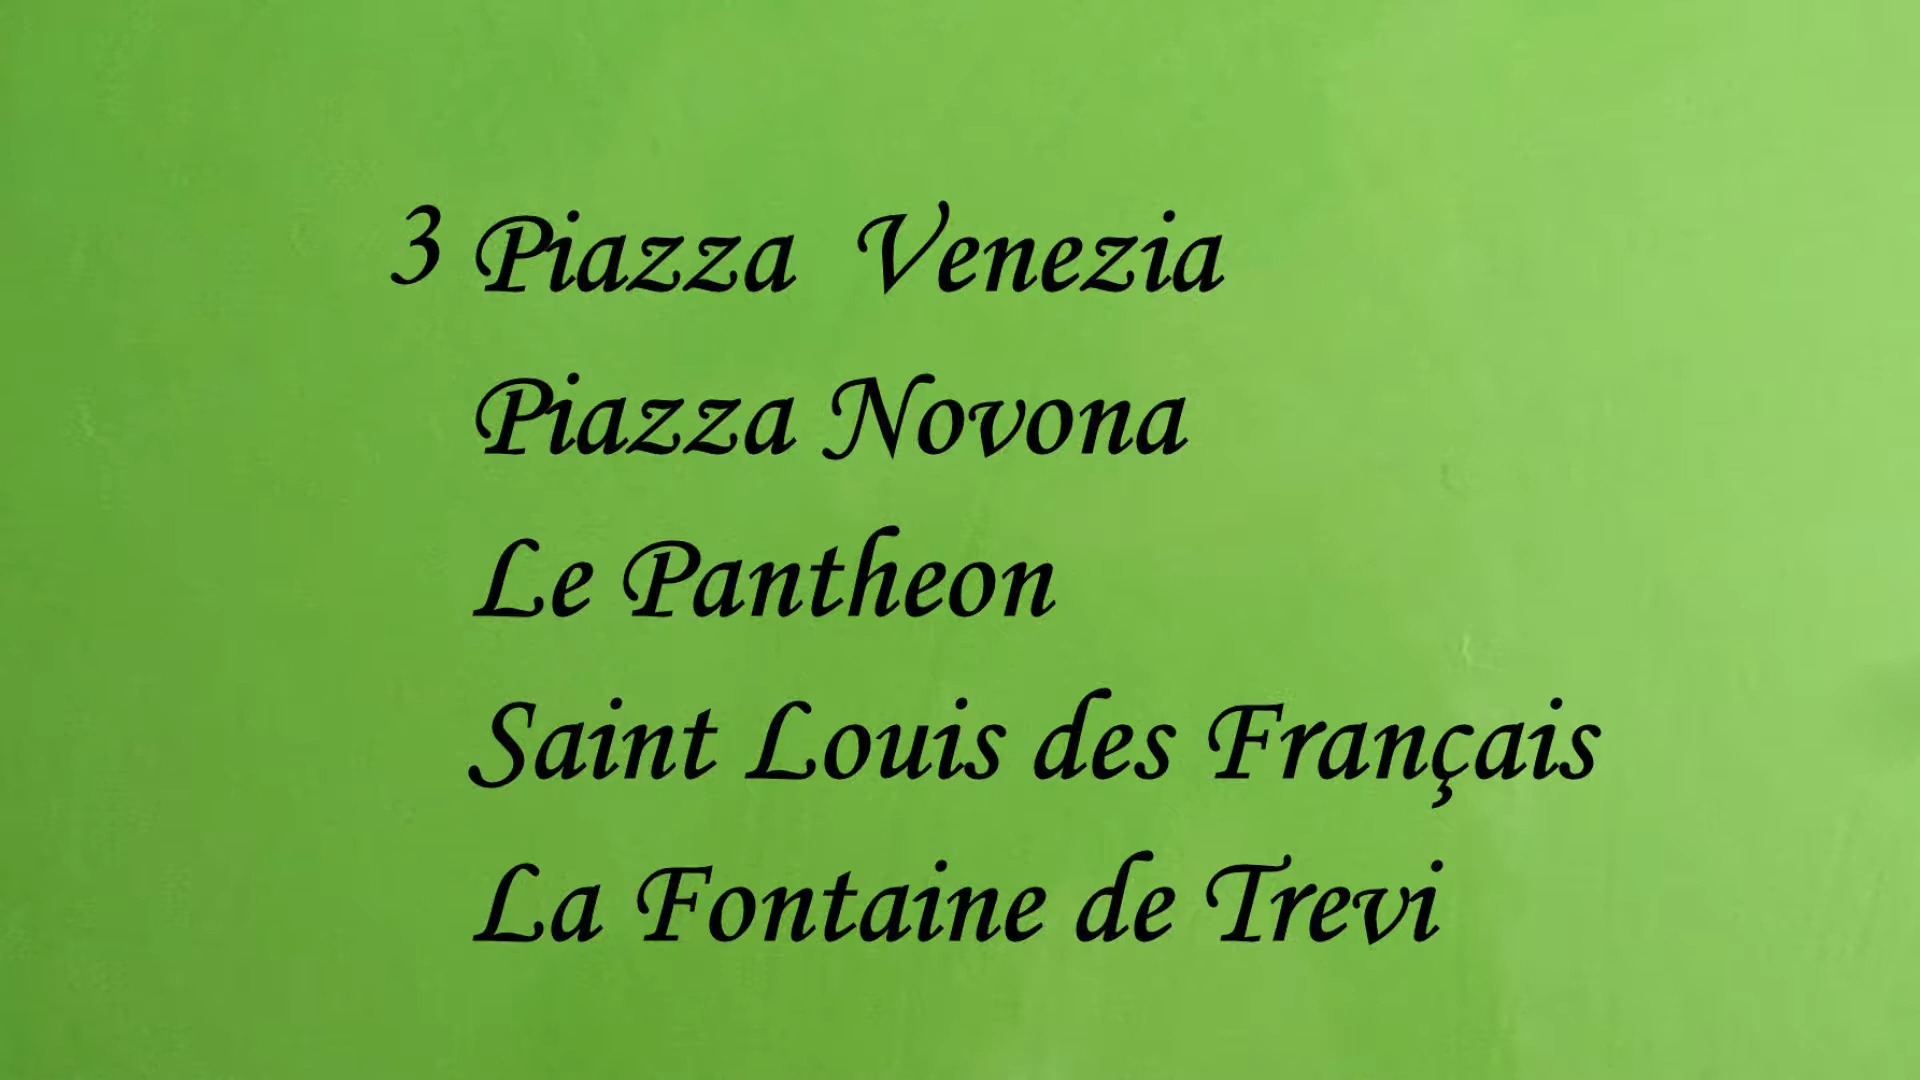 3 Piazza Venezia
Piazza Novona
Le Pantheon
Saint Louis des Français
La Fontaine de Trevi